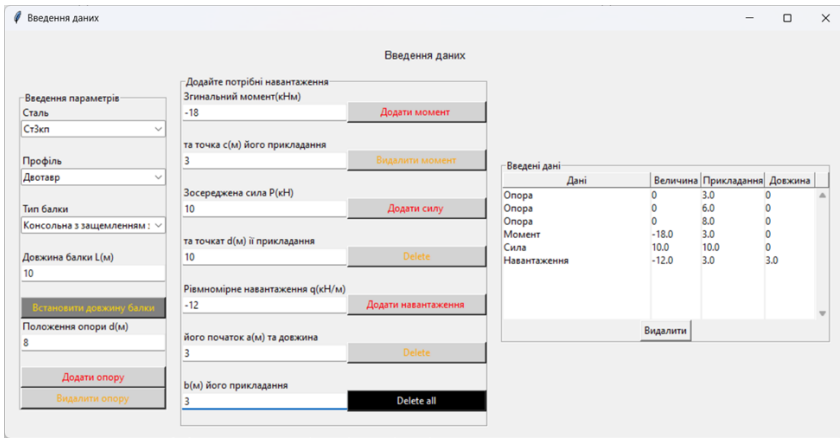 Введення даних
Введення даних
Введення параметрів
Сталь
Ст3кп
Профіль
Двотавр
Тип балки
Консольна з защемленням :
Довжина балки L(м)
10
Встановити довжину балки
Положення опори d(м)
8
Додати опору
Видалити опору
Додайте потрібні навантаження
Згинальний момент(кНм)
-18
Додати момент
та точка с(м) його прикладання
3
Видалити момент
Зосереджена сила P(кН)
10
Додати силу
та точкат d(м) ії прикладання
10
Delete
Рівмномірне навантаження q(кН/м)
-12
Додати навантаження
його початок а(м) та довжина
3
Delete
b(м) його прикладання
3
Delete all
Введені дані
Дані Величина Прикладання Довжина
Опора 0 3.0 0
Опора 0 6.0 0
Опора 0 8.0 0
Момент -18.0 3.0 0
Сила 10.0 10.0 0
Навантаження -12.0 3.0 3.0
Видалити